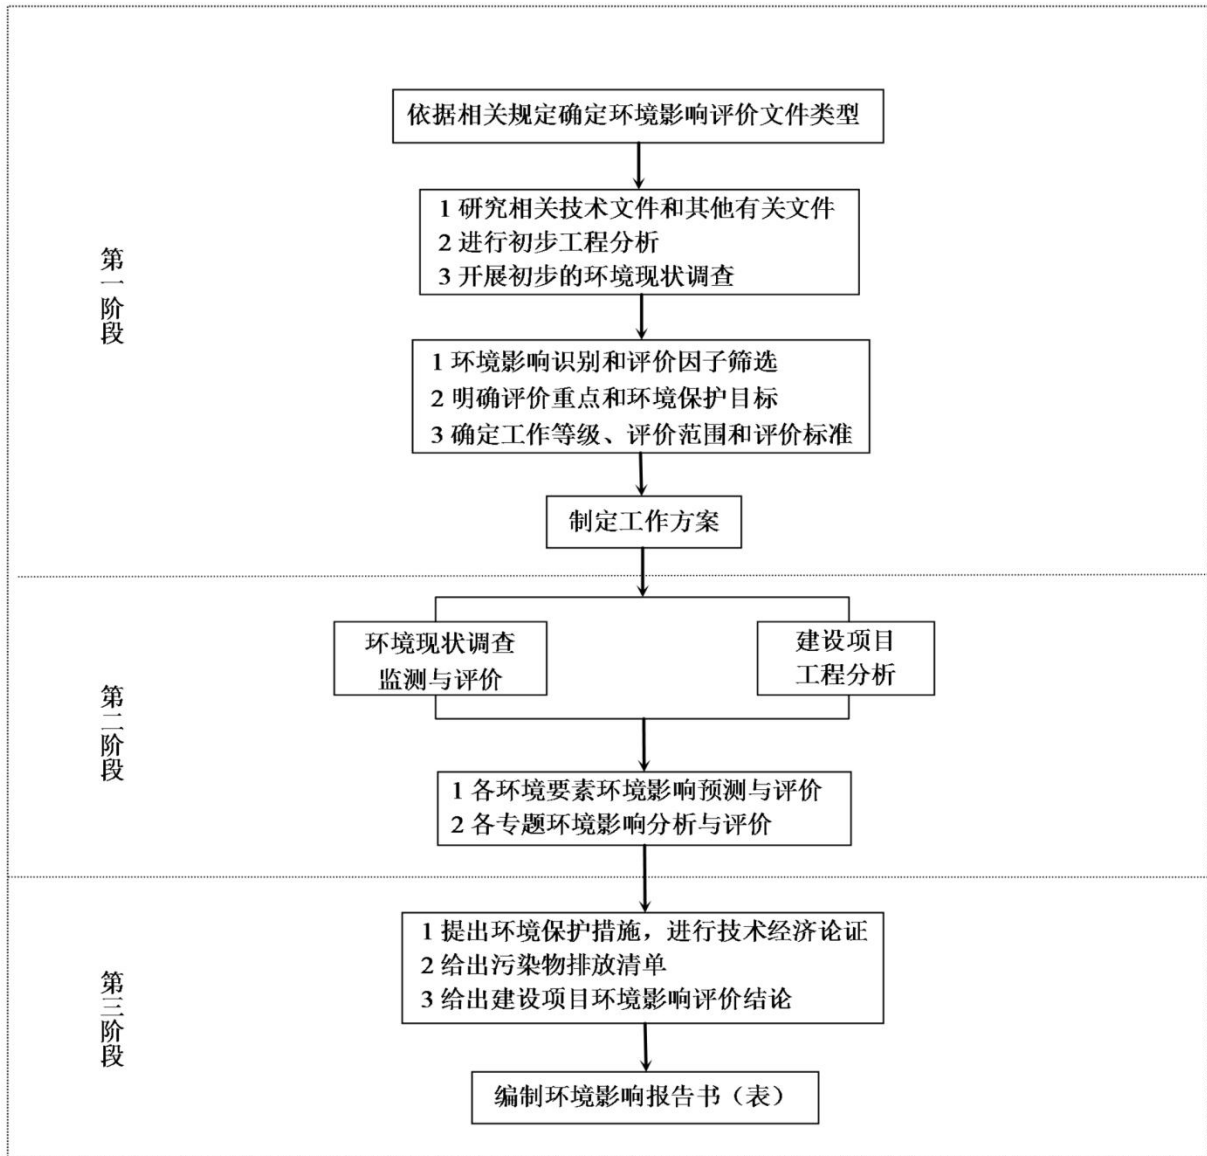 依据相关规定确定环境影响评价文件类型
1 研究相关技术文件和其他有关文件
2 进行初步工程分析
3 开展初步的环境现状调查
第一阶段
1 环境影响识别和评价因子筛选
2 明确评价重点和环境保护目标
3 确定工作等级、评价范围和评价标准
制定工作方案
环境现状调查
监测与评价
建设项目
工程分析
第二阶段
1 各环境要素环境影响预测与评价
2 各专题环境影响分析与评价
1 提出环境保护措施，进行技术经济论证
2 给出污染物排放清单
3 给出建设项目环境影响评价结论
第三阶段
编制环境影响报告书（表）